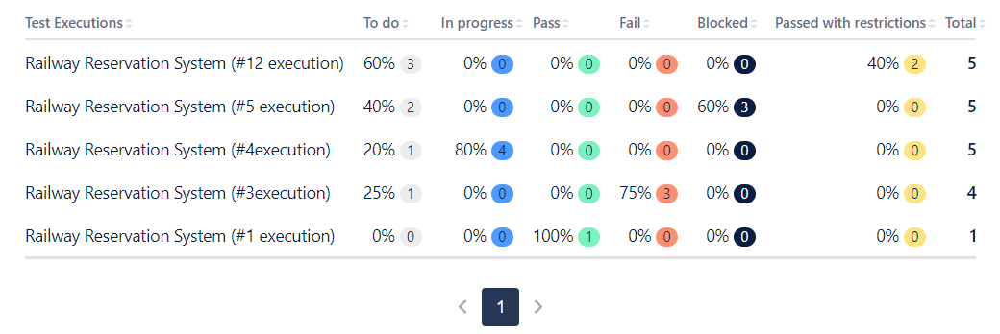 Test Executions To do In progress Pass Fail Blocked Passed with restrictions Total
Railway Reservation System (#12 execution) 60% 3 0% 0 0% 0 0% 0 0% 0 40% 2 5
Railway Reservation System (#5 execution) 40% 2 0% 0 0% 0 0% 0 60% 3 0% 0 5
Railway Reservation System (#4execution) 20% 1 80% 4 0% 0 0% 0 0% 0 0% 0 5
Railway Reservation System (#3execution) 25% 1 0% 0 0% 0 75% 3 0% 0 0% 0 4
Railway Reservation System (#1 execution) 0% 0 0% 0 100% 1 0% 0 0% 0 0% 0 1
1